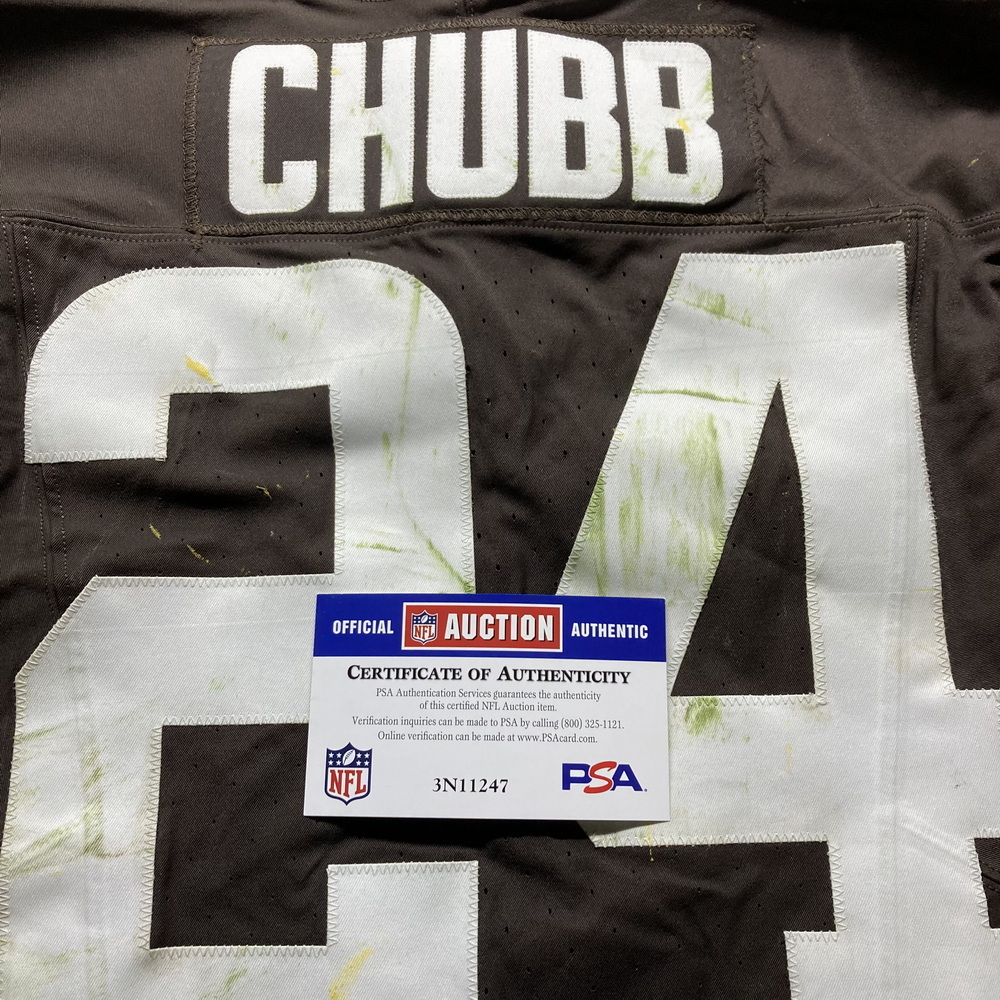 CHUBB
24
OFFICIAL NFL AUCTION AUTHENTIC
CERTIFICATE OF AUTHENTICITY
PSA Authentication Services guarantees the authenticity
of this certified NFL Auction item.
Verification inquiries can be made to PSA by calling (800) 325-1121.
Online verification can be made at www.PSAcard.com.
NFL 3N11247 PSA